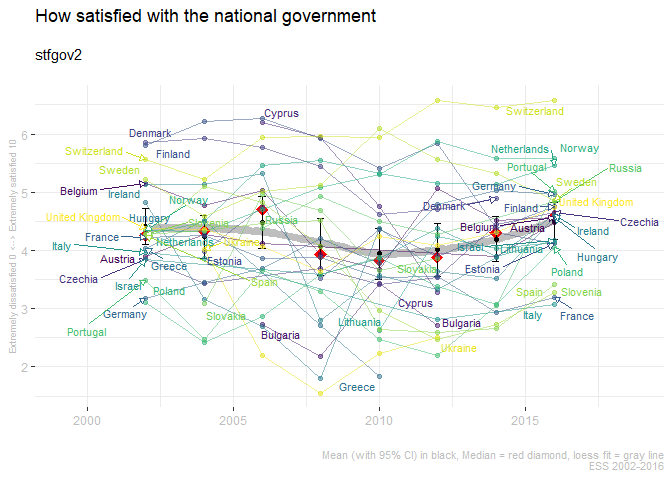 How satisfied with the national government
stfgov2
Extremely dissatisfied 0 <--> Extremely satisfied 10
6
5
4
3
2
Cyprus
Switzerland
Denmark
Switzerland
Finland
Netherlands
Norway
Portugal
Russia
Sweden
Sweden
Belgium
Germany
Ireland
Norway
United Kingdom
Denmark
Finland
United Kingdom
Hungary
Slovenia
Russia
Czechia
Belgium
Austria
Ireland
France
Netherlands
Ukraine
Italy
Israel
Lithuania
Hungary
Austria
Estonia
Greece
Slovakia
Estonia
Poland
Czechia
Israel
Poland
Spain
Spain
Slovenia
Cyprus
Germany
Slovakia
Lithuania
Bulgaria
Italy
France
Portugal
Bulgaria
Ukraine
Greece
2000
2005
2010
2015
Mean (with 95% CI) in black, Median = red diamond, loess fit = gray line
ESS 2002-2016